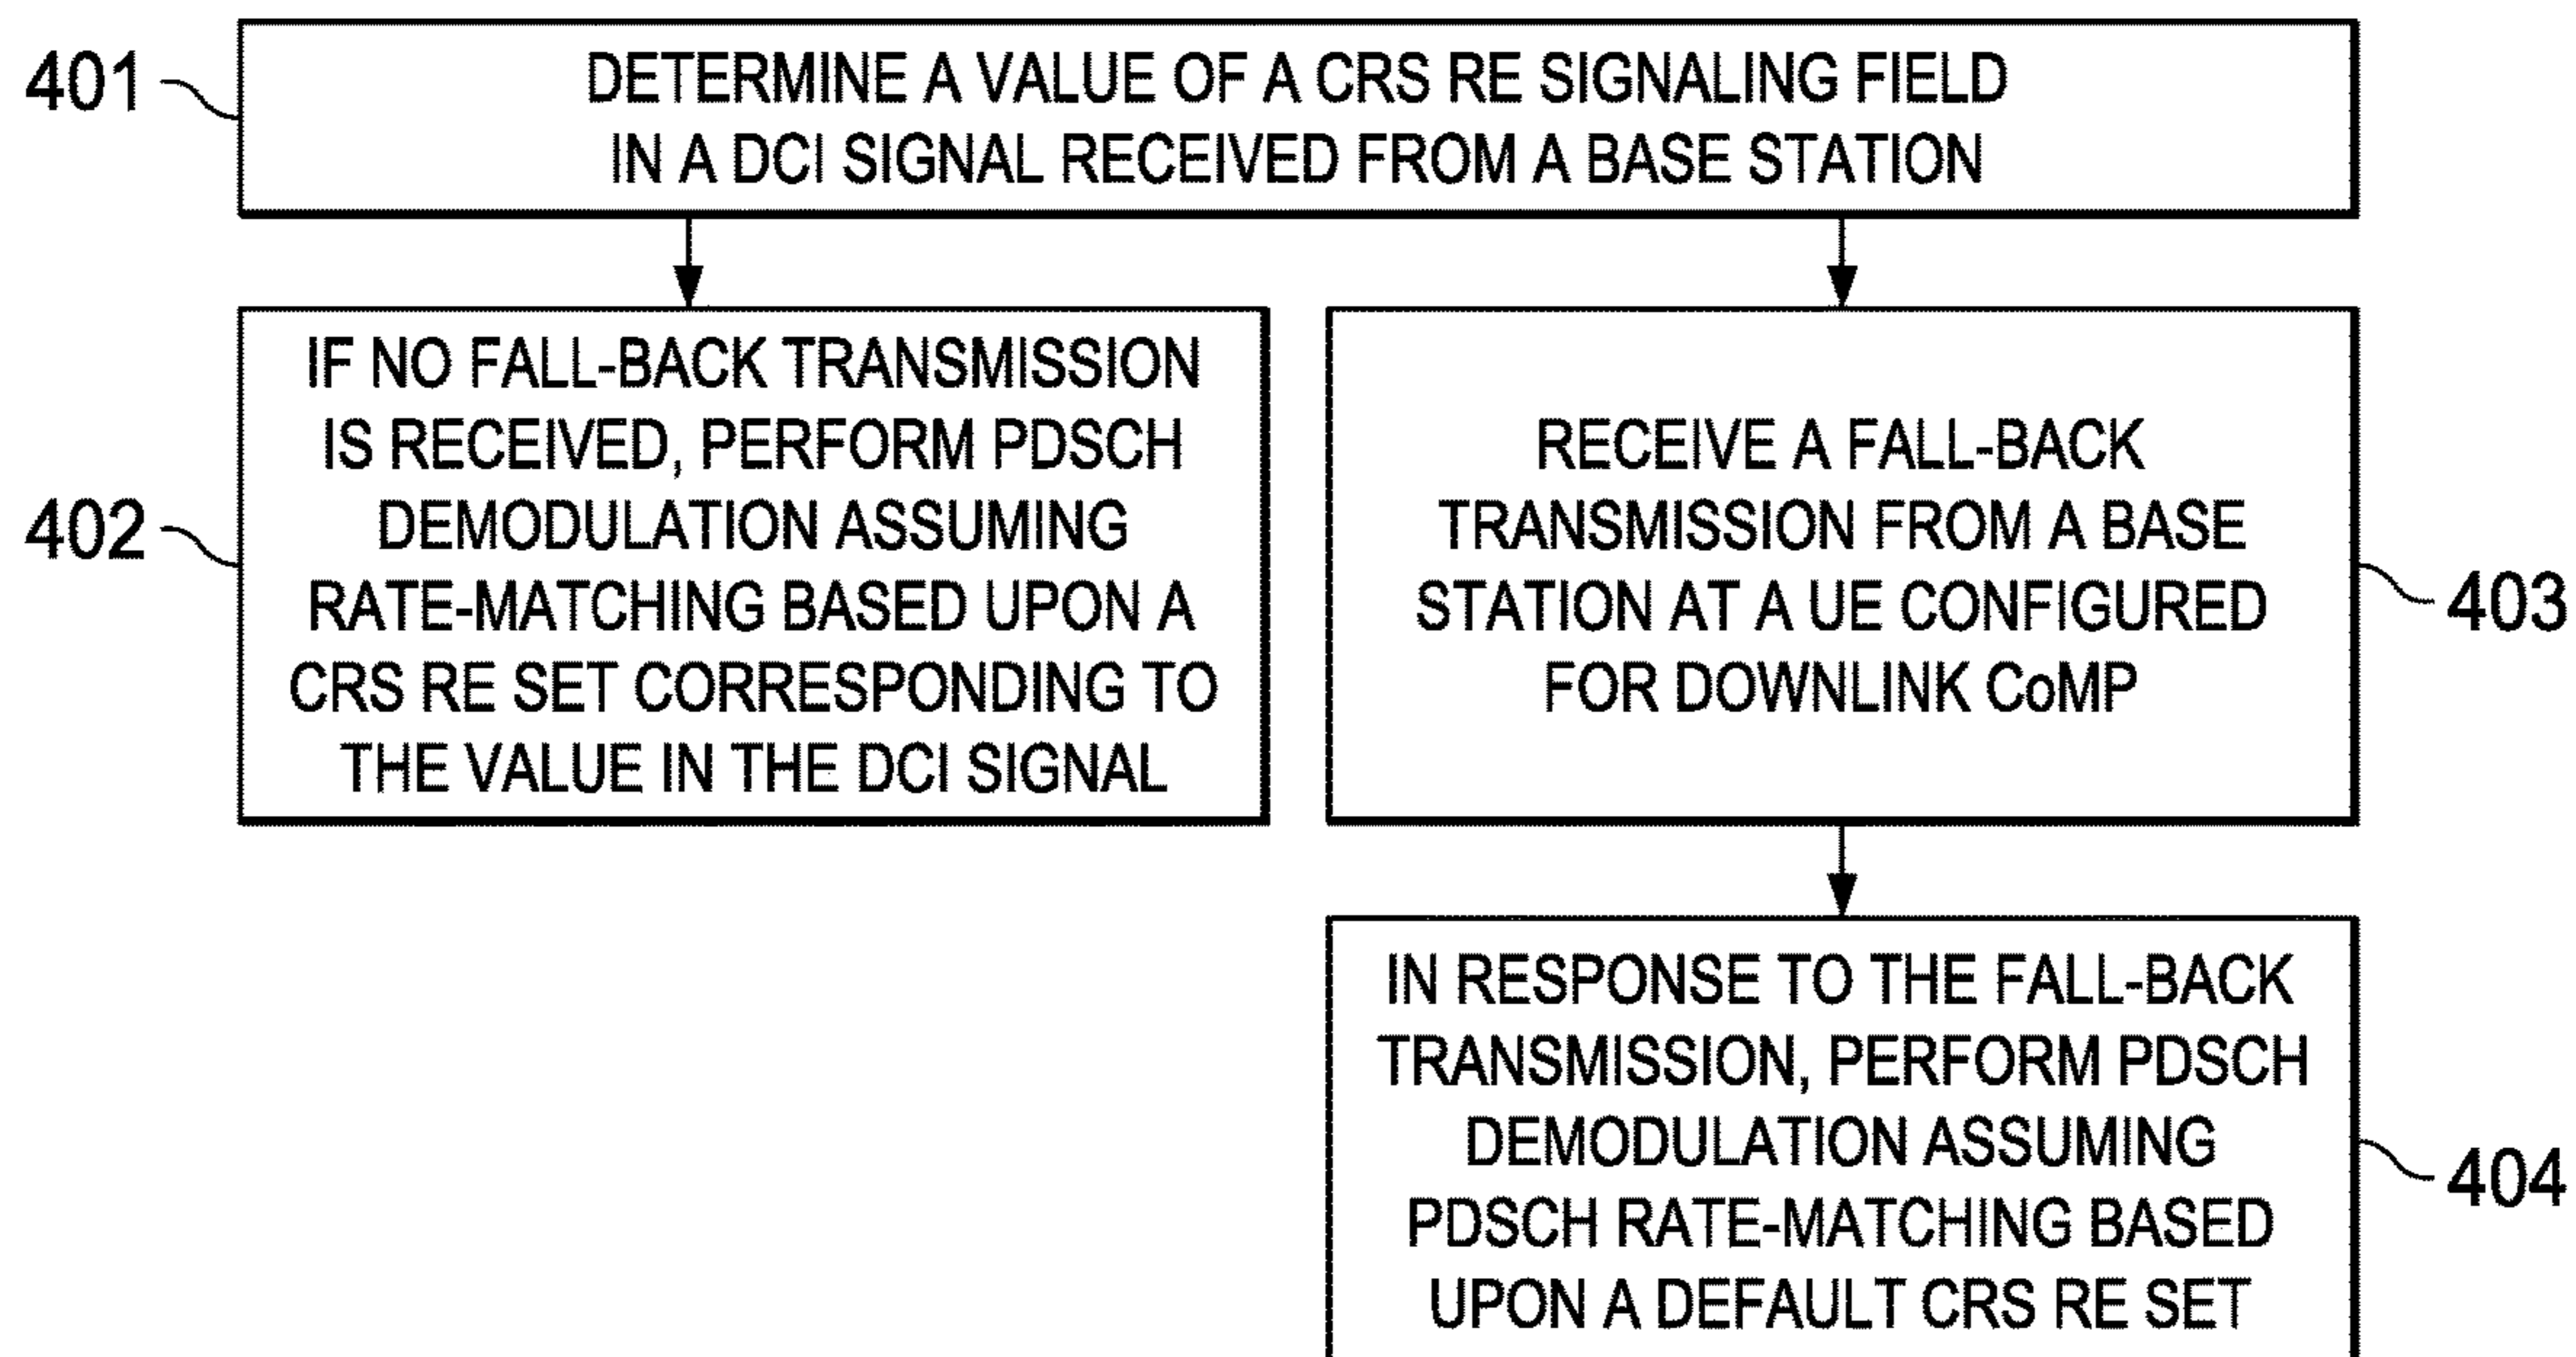 401
DETERMINE A VALUE OF A CRS RE SIGNALING FIELD
IN A DCI SIGNAL RECEIVED FROM A BASE STATION
402
IF NO FALL-BACK TRANSMISSION
IS RECEIVED, PERFORM PDSCH
DEMODULATION ASSUMING
RATE-MATCHING BASED UPON A
CRS RE SET CORRESPONDING TO
THE VALUE IN THE DCI SIGNAL
RECEIVE A FALL-BACK
TRANSMISSION FROM A BASE
STATION AT A UE CONFIGURED
FOR DOWNLINK CoMP
403
IN RESPONSE TO THE FALL-BACK
TRANSMISSION, PERFORM PDSCH
DEMODULATION ASSUMING
PDSCH RATE-MATCHING BASED
UPON A DEFAULT CRS RE SET
404